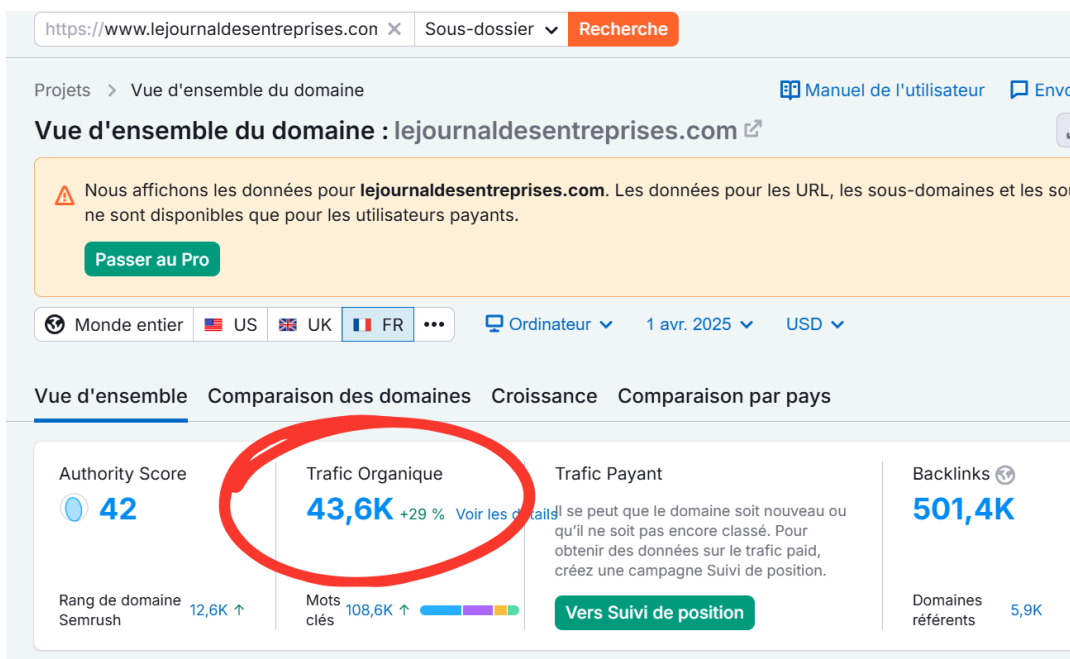 https://www.lejournaldesentreprises.con
Sous-dossier
Recherche
Projets > Vue d'ensemble du domaine
Manuel de l'utilisateur
Envo
Vue d'ensemble du domaine : lejournaldesentreprises.com
Nous affichons les données pour lejournaldesentreprises.com. Les données pour les URL, les sous-domaines et les sou
ne sont disponibles que pour les utilisateurs payants.
Passer au Pro
Monde entier
US
UK
FR
•••
Ordinateur
1 avr. 2025
USD
Vue d'ensemble
Comparaison des domaines
Croissance
Comparaison par pays
Authority Score
42
Rang de domaine
Semrush
12,6K ↑
Trafic Organique
43,6K +29 % Voir les détails
Mots
clés
108,6K ↑
Trafic Payant
Il se peut que le domaine soit nouveau ou
qu'il ne soit pas encore classé. Pour
obtenir des données sur le trafic paid,
créez une campagne Suivi de position.
Vers Suivi de position
Backlinks
501,4K
Domaines
référents
5,9K